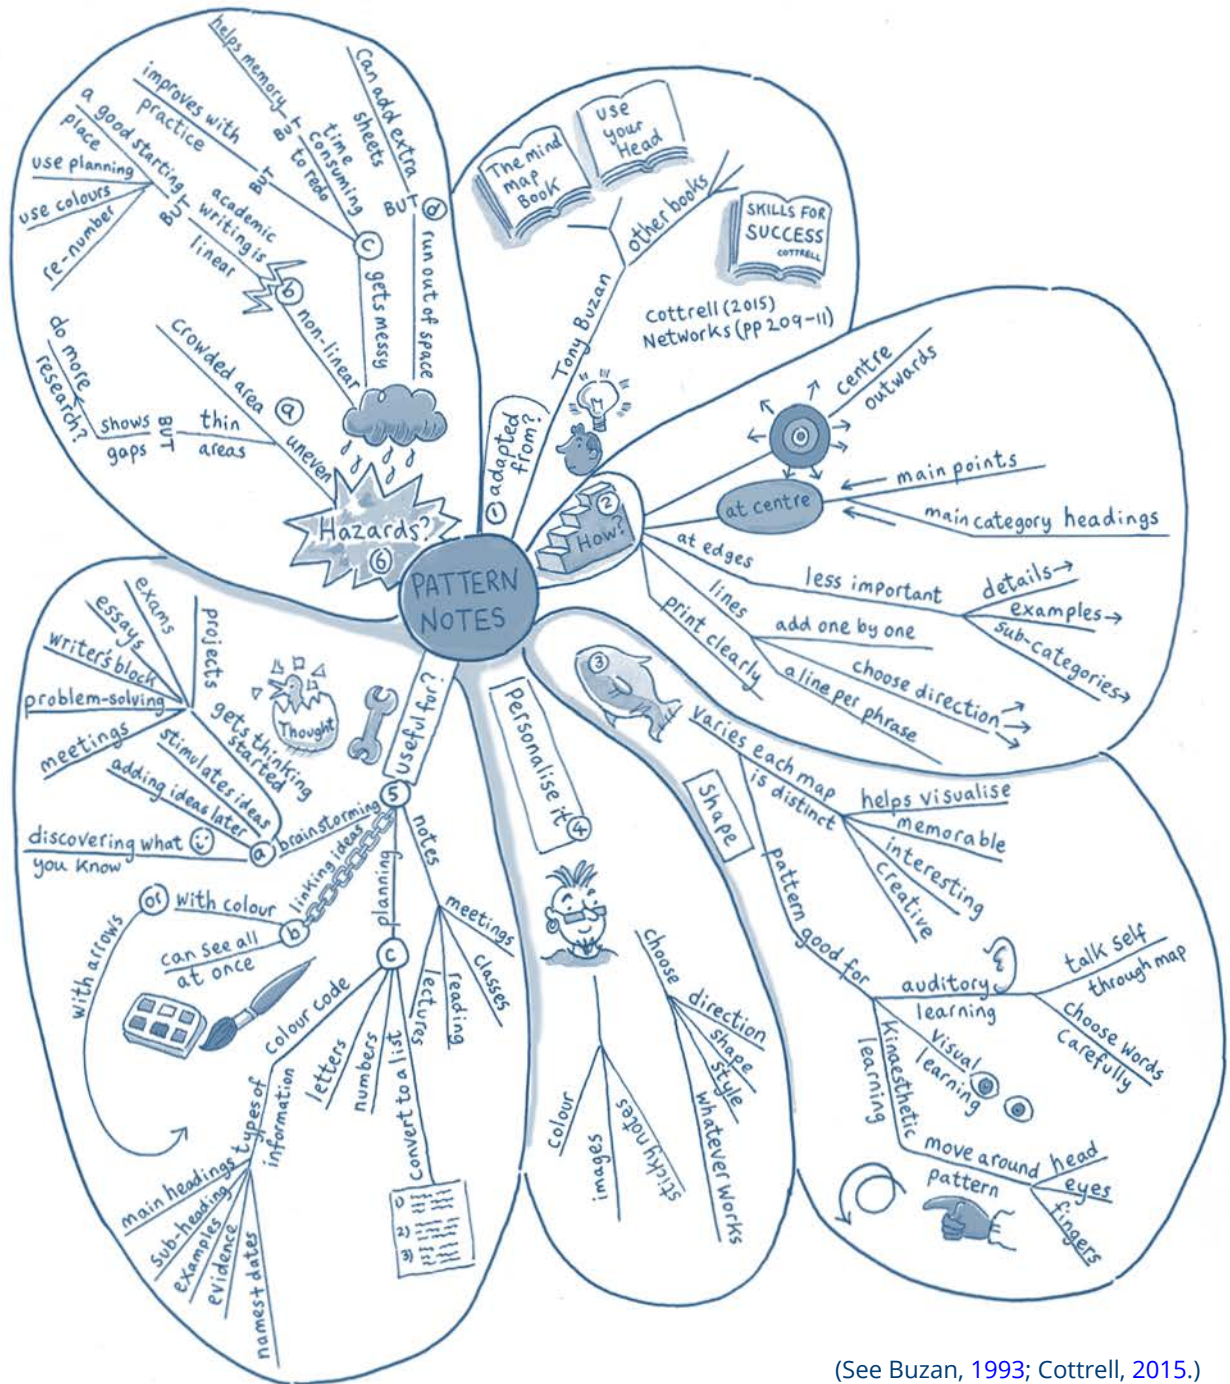 PATTERN
NOTES
① adapted
from?
Tony Buzan
The mind
map
Book
use
your
Head
other books
SKILLS FOR
SUCCESS
COTTRELL
Cottrell (2015)
Networks (pp 209–11)
②
How?
centre
outwards
at centre
main points
main category headings
at edges
less important
details
examples
sub-categories
lines
add one by one
choose direction
a line per phrase
print clearly
③
Shape
varies each map
is distinct
helps visualise
memorable
interesting
creative
pattern good for
auditory
learning
talk self
through map
choose words
carefully
visual
learning
Kinaesthetic
learning
move around
pattern
head
eyes
fingers
Personalise it ④
colour
images
sticky notes
choose
direction
shape
style
whatever works
useful for?
⑤
Thought
a brainstorming
gets thinking
started
stimulates ideas
adding ideas later
discovering what
you know
projects
exams
essays
writer's block
problem-solving
meetings
b linking ideas
with colour
or
with arrows
can see all
at once
planning
c
colour code
types of
information
main headings
sub-heading
examples
evidence
names + dates
letters
numbers
convert to a list
1)
2)
3)
notes
meetings
classes
reading
lectures
Hazards?
⑥
a
uneven
crowded area
thin
areas
BUT
shows
gaps
do more
research?
b
non-linear
academic
writing is
linear
BUT
a good starting
place
use planning
use colours
re-number
c
gets messy
time
consuming
to redo
BUT
helps memory
BUT
improves with
practice
d
run out of space
BUT
can add extra
sheets
(See Buzan, 1993; Cottrell, 2015.)